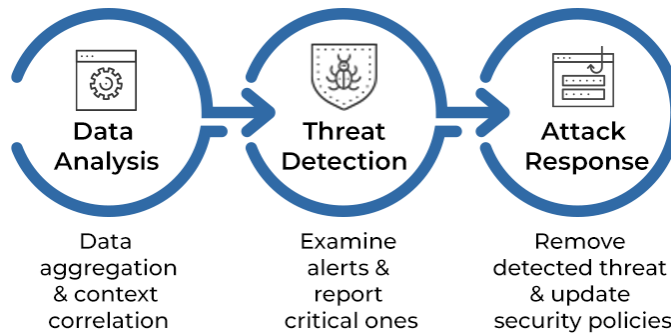 Data
Analysis
Data
aggregation
& context
correlation
Threat
Detection
Examine
alerts &
report
critical ones
Attack
Response
Remove
detected threat
& update
security policies